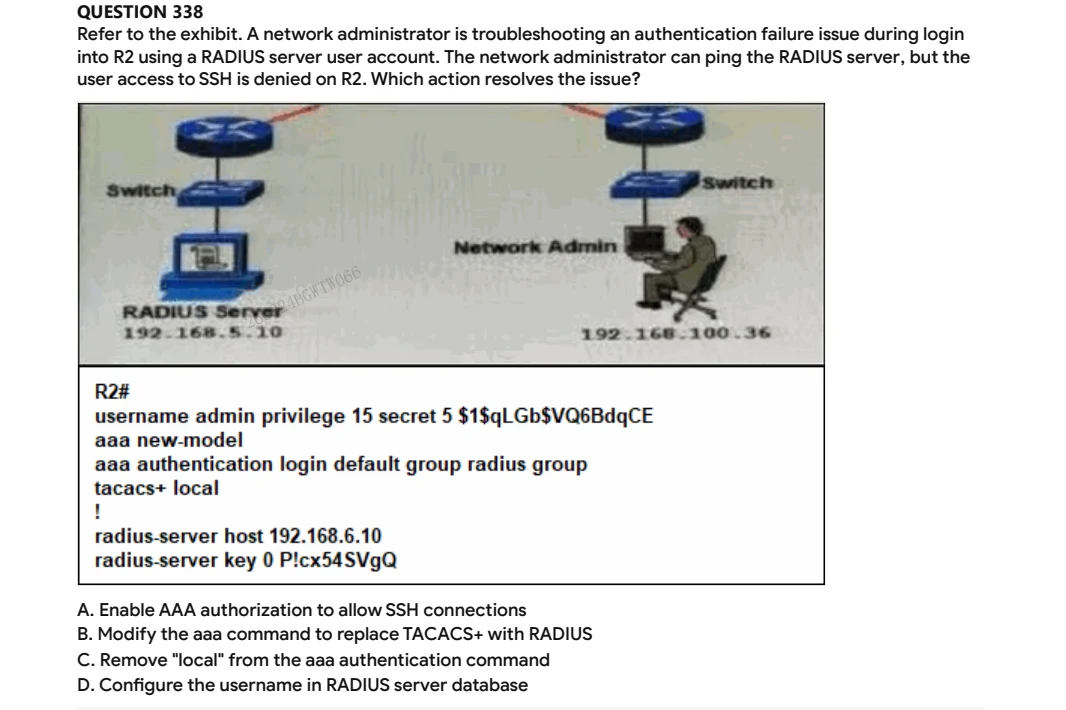 QUESTION 338
Refer to the exhibit. A network administrator is troubleshooting an authentication failure issue during login
into R2 using a RADIUS server user account. The network administrator can ping the RADIUS server, but the
user access to SSH is denied on R2. Which action resolves the issue?
Switch
Switch
Network Admin
RADIUS Server
192.168.5.10
192.168.100.36
R2#
username admin privilege 15 secret 5 $1$qLGb$VQ6BdqCE
aaa new-model
aaa authentication login default group radius group
tacacs+ local
!
radius-server host 192.168.6.10
radius-server key 0 P!cx54SVgQ
A. Enable AAA authorization to allow SSH connections
B. Modify the aaa command to replace TACACS+ with RADIUS
C. Remove "local" from the aaa authentication command
D. Configure the username in RADIUS server database